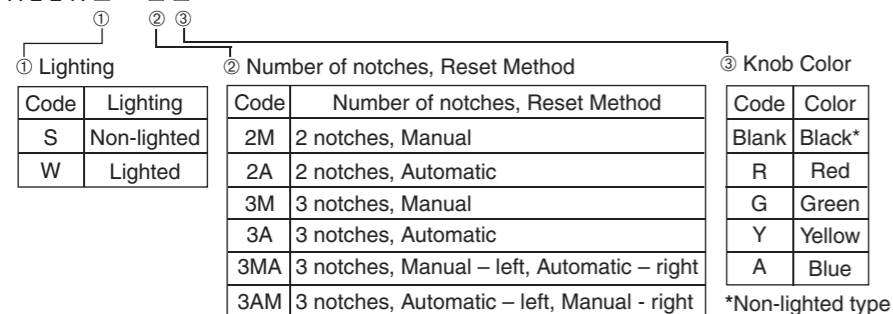 ① ② ③
① Lighting
Code Lighting
S Non-lighted
W Lighted
② Number of notches, Reset Method
Code Number of notches, Reset Method
2M 2 notches, Manual
2A 2 notches, Automatic
3M 3 notches, Manual
3A 3 notches, Automatic
3MA 3 notches, Manual – left, Automatic – right
3AM 3 notches, Automatic – left, Manual - right
③ Knob Color
Code Color
Blank Black*
R Red
G Green
Y Yellow
A Blue
*Non-lighted type